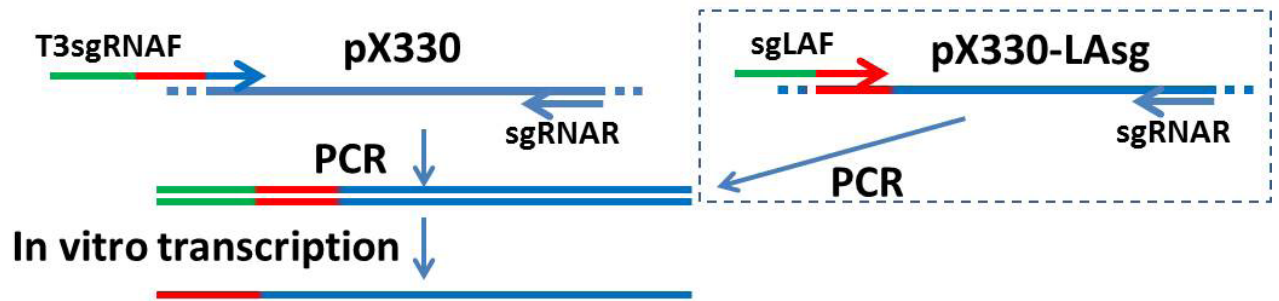 T3sgRNAF
pX330
sgRNAR
sgLAF
pX330-LAsg
sgRNAR
PCR
PCR
In vitro transcription